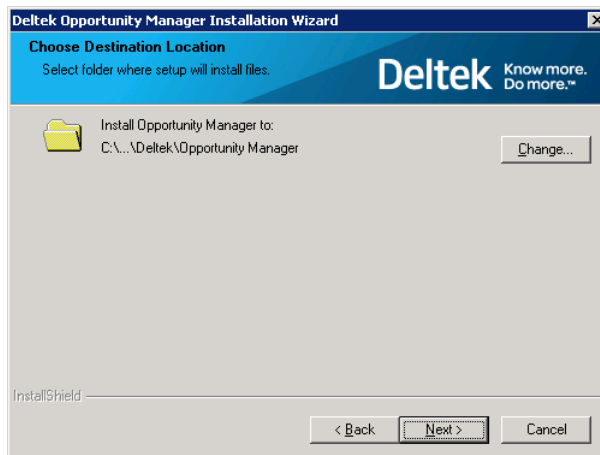 Deltek Opportunity Manager Installation Wizard
Choose Destination Location
Select folder where setup will install files.
Deltek Know more.
Do more.™
Install Opportunity Manager to:
C:\...\Deltek\Opportunity Manager
Change...
InstallShield
< Back Next > Cancel